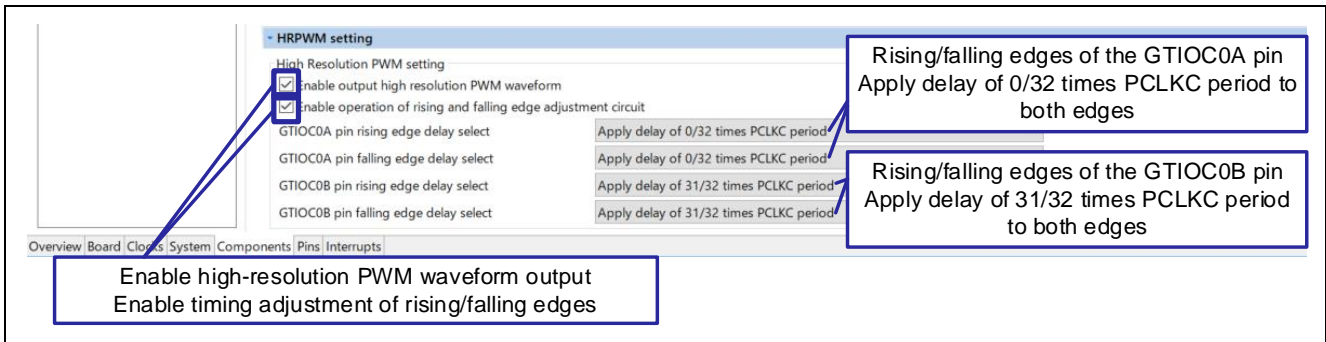 HRPWM setting
High Resolution PWM setting
Enable output high resolution PWM waveform
Enable operation of rising and falling edge adjustment circuit
GTIOC0A pin rising edge delay select
Apply delay of 0/32 times PCLKC period
GTIOC0A pin falling edge delay select
Apply delay of 0/32 times PCLKC period
GTIOC0B pin rising edge delay select
Apply delay of 31/32 times PCLKC period
GTIOC0B pin falling edge delay select
Apply delay of 31/32 times PCLKC period
Rising/falling edges of the GTIOC0A pin
Apply delay of 0/32 times PCLKC period to
both edges
Rising/falling edges of the GTIOC0B pin
Apply delay of 31/32 times PCLKC period
to both edges
Overview Board Clocks System Components Pins Interrupts
Enable high-resolution PWM waveform output
Enable timing adjustment of rising/falling edges